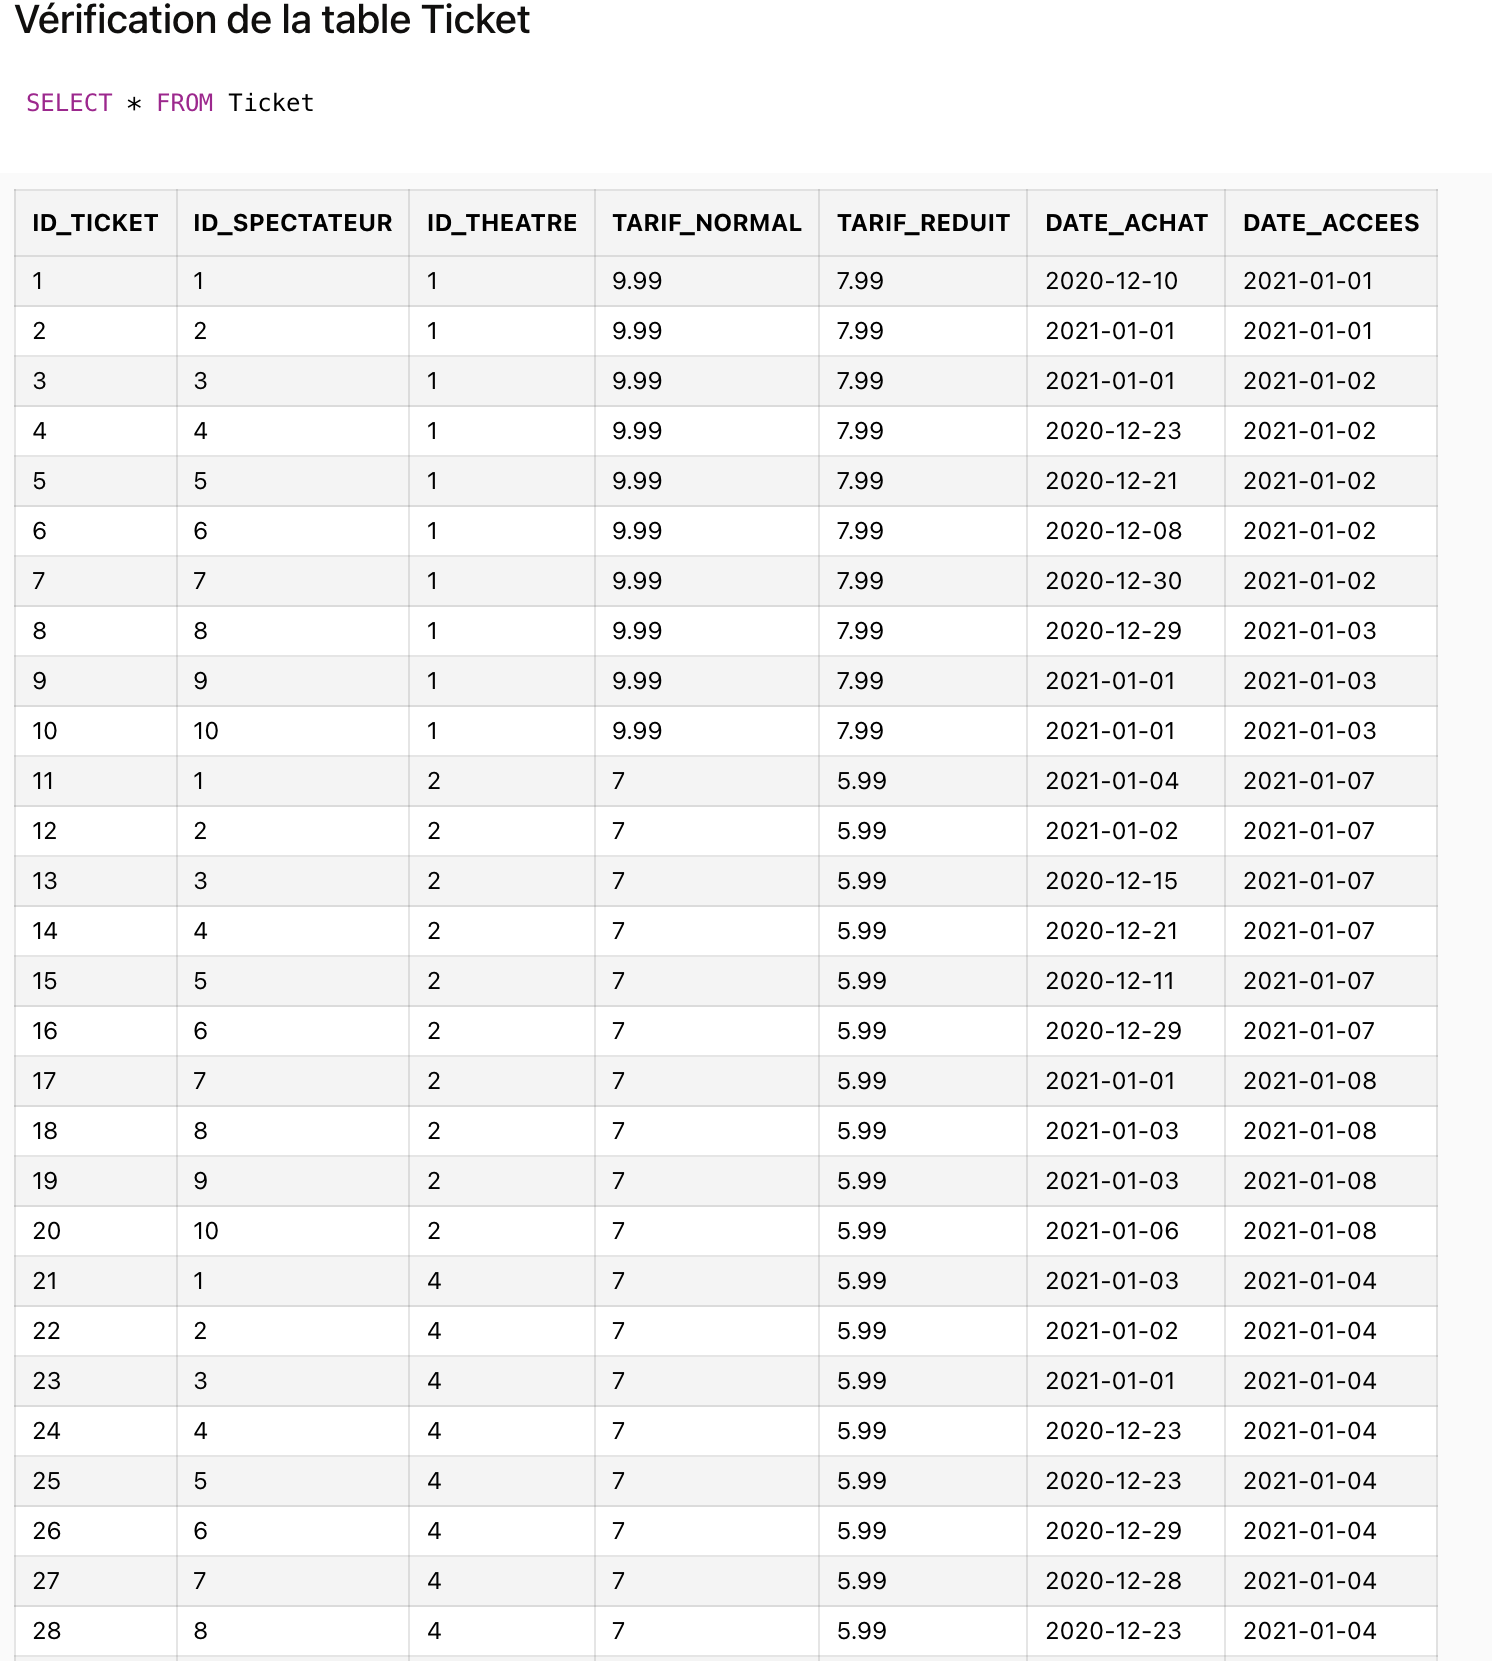 Vérification de la table Ticket
SELECT * FROM Ticket
ID_TICKET ID_SPECTATEUR ID_THEATRE TARIF_NORMAL TARIF_REDUIT DATE_ACHAT DATE_ACCEES
1 1 1 9.99 7.99 2020-12-10 2021-01-01
2 2 1 9.99 7.99 2021-01-01 2021-01-01
3 3 1 9.99 7.99 2021-01-01 2021-01-02
4 4 1 9.99 7.99 2020-12-23 2021-01-02
5 5 1 9.99 7.99 2020-12-21 2021-01-02
6 6 1 9.99 7.99 2020-12-08 2021-01-02
7 7 1 9.99 7.99 2020-12-30 2021-01-02
8 8 1 9.99 7.99 2020-12-29 2021-01-03
9 9 1 9.99 7.99 2021-01-01 2021-01-03
10 10 1 9.99 7.99 2021-01-01 2021-01-03
11 1 2 7 5.99 2021-01-04 2021-01-07
12 2 2 7 5.99 2021-01-02 2021-01-07
13 3 2 7 5.99 2020-12-15 2021-01-07
14 4 2 7 5.99 2020-12-21 2021-01-07
15 5 2 7 5.99 2020-12-11 2021-01-07
16 6 2 7 5.99 2020-12-29 2021-01-07
17 7 2 7 5.99 2021-01-01 2021-01-08
18 8 2 7 5.99 2021-01-03 2021-01-08
19 9 2 7 5.99 2021-01-03 2021-01-08
20 10 2 7 5.99 2021-01-06 2021-01-08
21 1 4 7 5.99 2021-01-03 2021-01-04
22 2 4 7 5.99 2021-01-02 2021-01-04
23 3 4 7 5.99 2021-01-01 2021-01-04
24 4 4 7 5.99 2020-12-23 2021-01-04
25 5 4 7 5.99 2020-12-23 2021-01-04
26 6 4 7 5.99 2020-12-29 2021-01-04
27 7 4 7 5.99 2020-12-28 2021-01-04
28 8 4 7 5.99 2020-12-23 2021-01-04